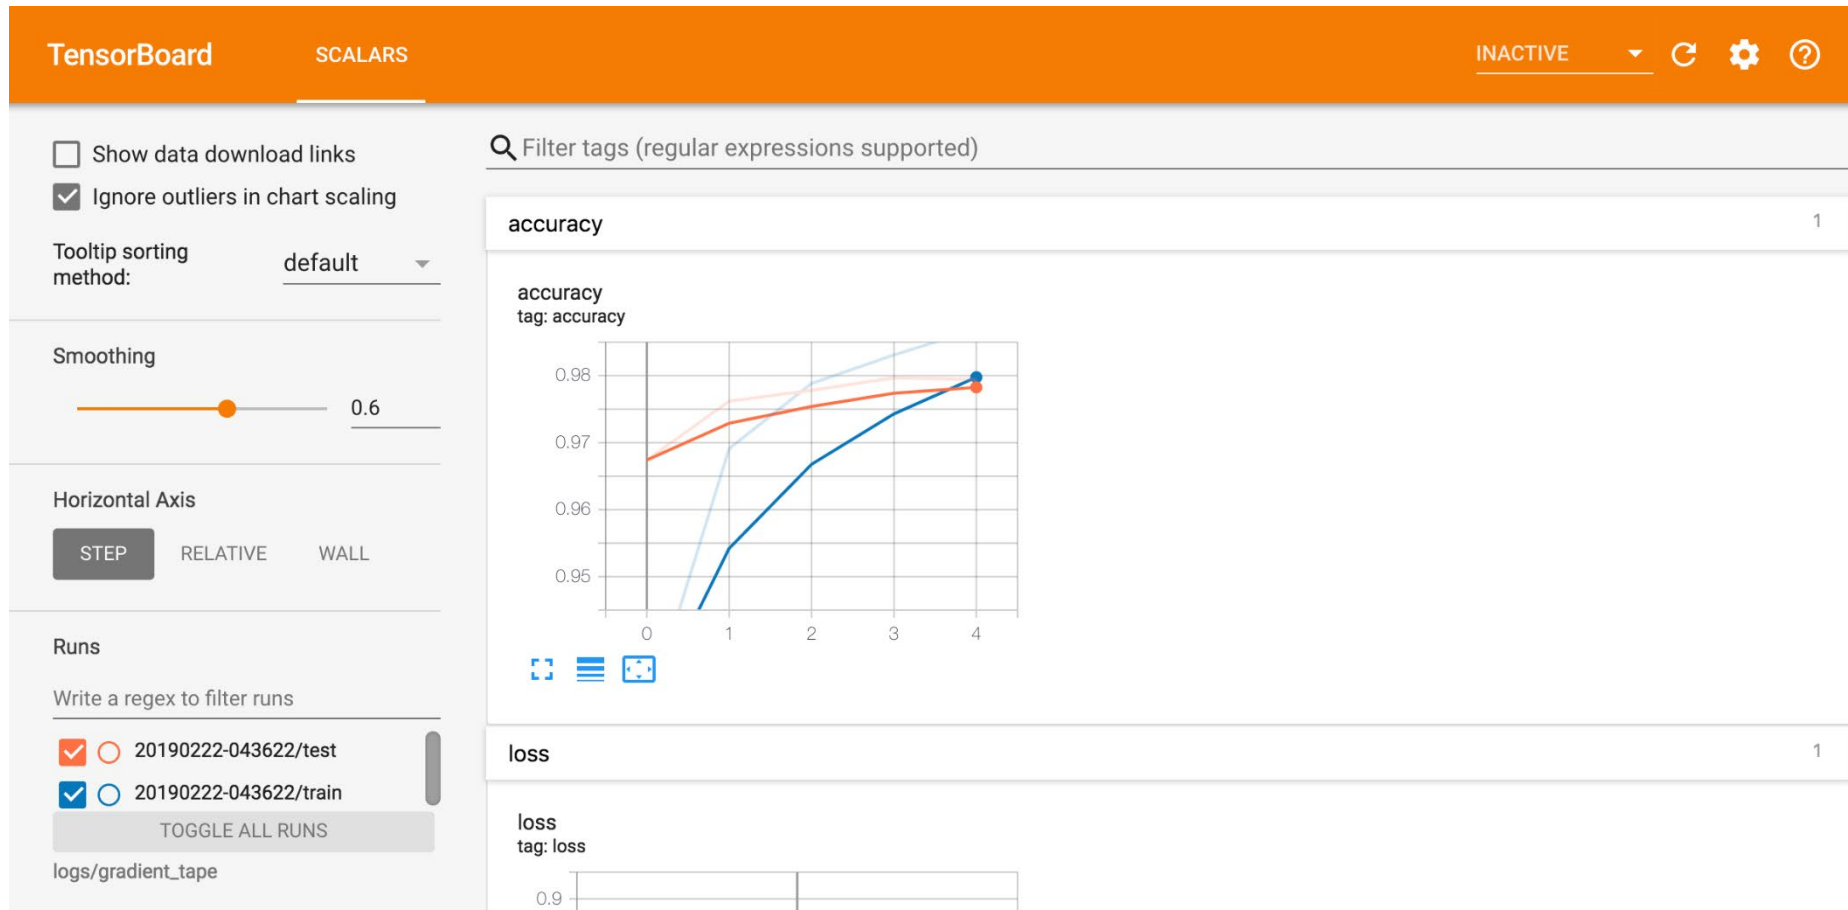 TensorBoard
SCALARS
INACTIVE
Show data download links
Ignore outliers in chart scaling
Tooltip sorting
method:
default
Smoothing
0.6
Horizontal Axis
STEP RELATIVE WALL
Runs
Write a regex to filter runs
20190222-043622/test
20190222-043622/train
TOGGLE ALL RUNS
logs/gradient_tape
Filter tags (regular expressions supported)
accuracy 1
accuracy
tag: accuracy
0.98
0.97
0.96
0.95
0 1 2 3 4
loss 1
loss
tag: loss
0.9